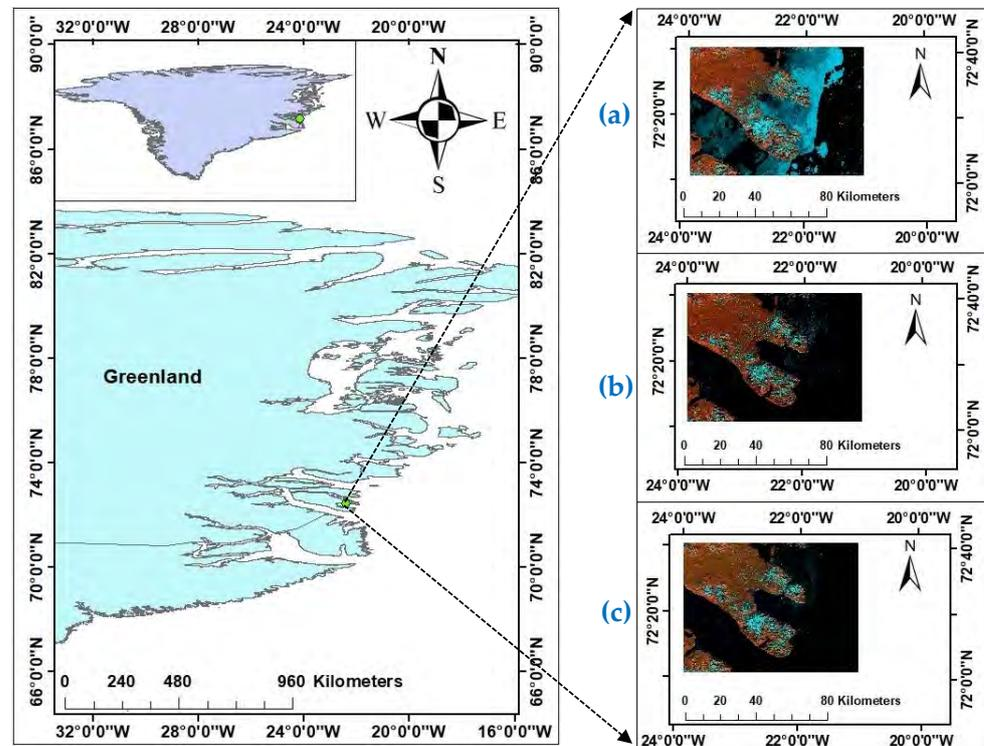 32°0'0"W 28°0'0"W 24°0'0"W 20°0'0"W
90°0'0"
86°0'0"N
82°0'0"N
78°0'0"N
74°0'0"N
70°0'0"N
66°0'0"N
N
W E
S
Greenland
0 240 480 960 Kilometers
90°0'0"N
86°0'0"N
82°0'0"N
78°0'0"N
74°0'0"N
70°0'0"N
66°0'0"N
32°0'0"W 28°0'0"W 24°0'0"W 20°0'0"W 16°0'0"W
(a)
24°0'0"W 22°0'0"W 20°0'0"W
72°20'0"N
N
72°40'0"N
72°0'0"N
0 20 40 80 Kilometers
24°0'0"W 22°0'0"W 20°0'0"W
(b)
24°0'0"W 22°0'0"W 20°0'0"W
72°20'0"N
N
72°40'0"N
72°0'0"N
0 20 40 80 Kilometers
24°0'0"W 22°0'0"W 20°0'0"W
(c)
24°0'0"W 22°0'0"W 20°0'0"W
72°20'0"N
N
72°40'0"N
72°0'0"N
0 20 40 80 Kilometers
24°0'0"W 22°0'0"W 20°0'0"W